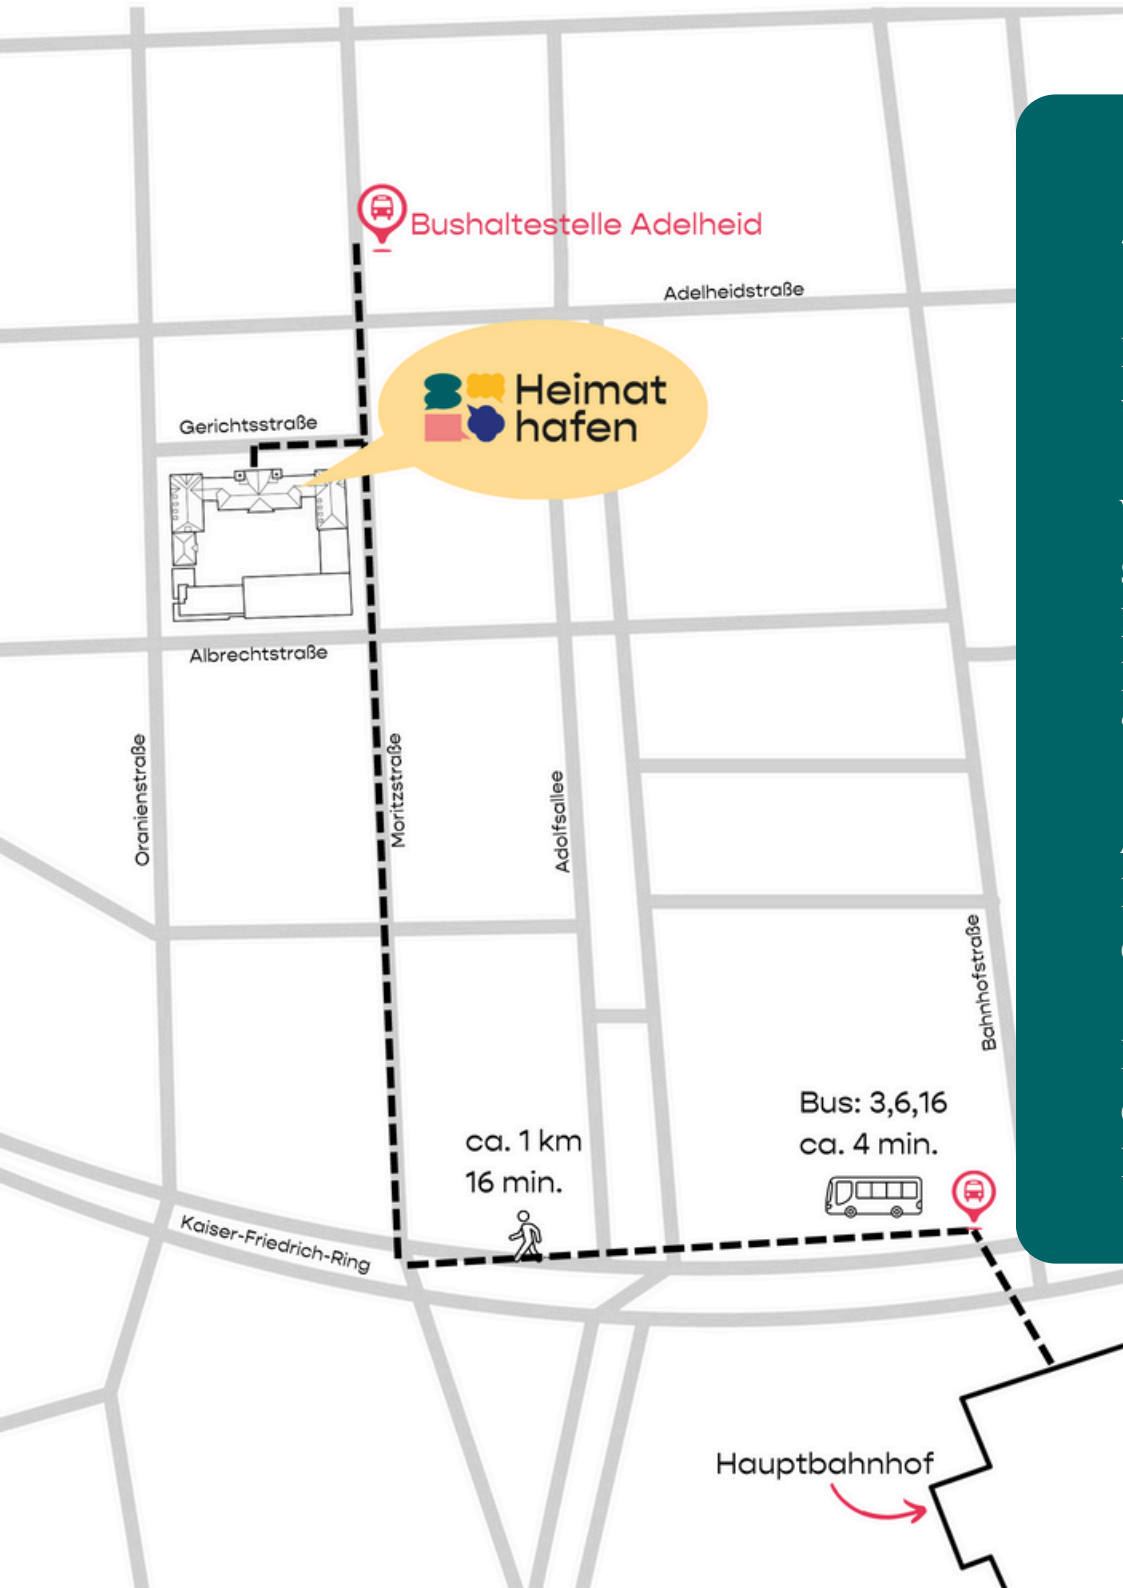 Bushaltestelle Adelheid
Adelheidstraße
Heimat
hafen
Gerichtsstraße
Albrechtstraße
Oranienstraße
Moritzstraße
Adolfsallee
Bahnhofstraße
Bus: 3,6,16
ca. 4 min.
ca. 1 km
16 min.
Kaiser-Friedrich-Ring
Hauptbahnhof